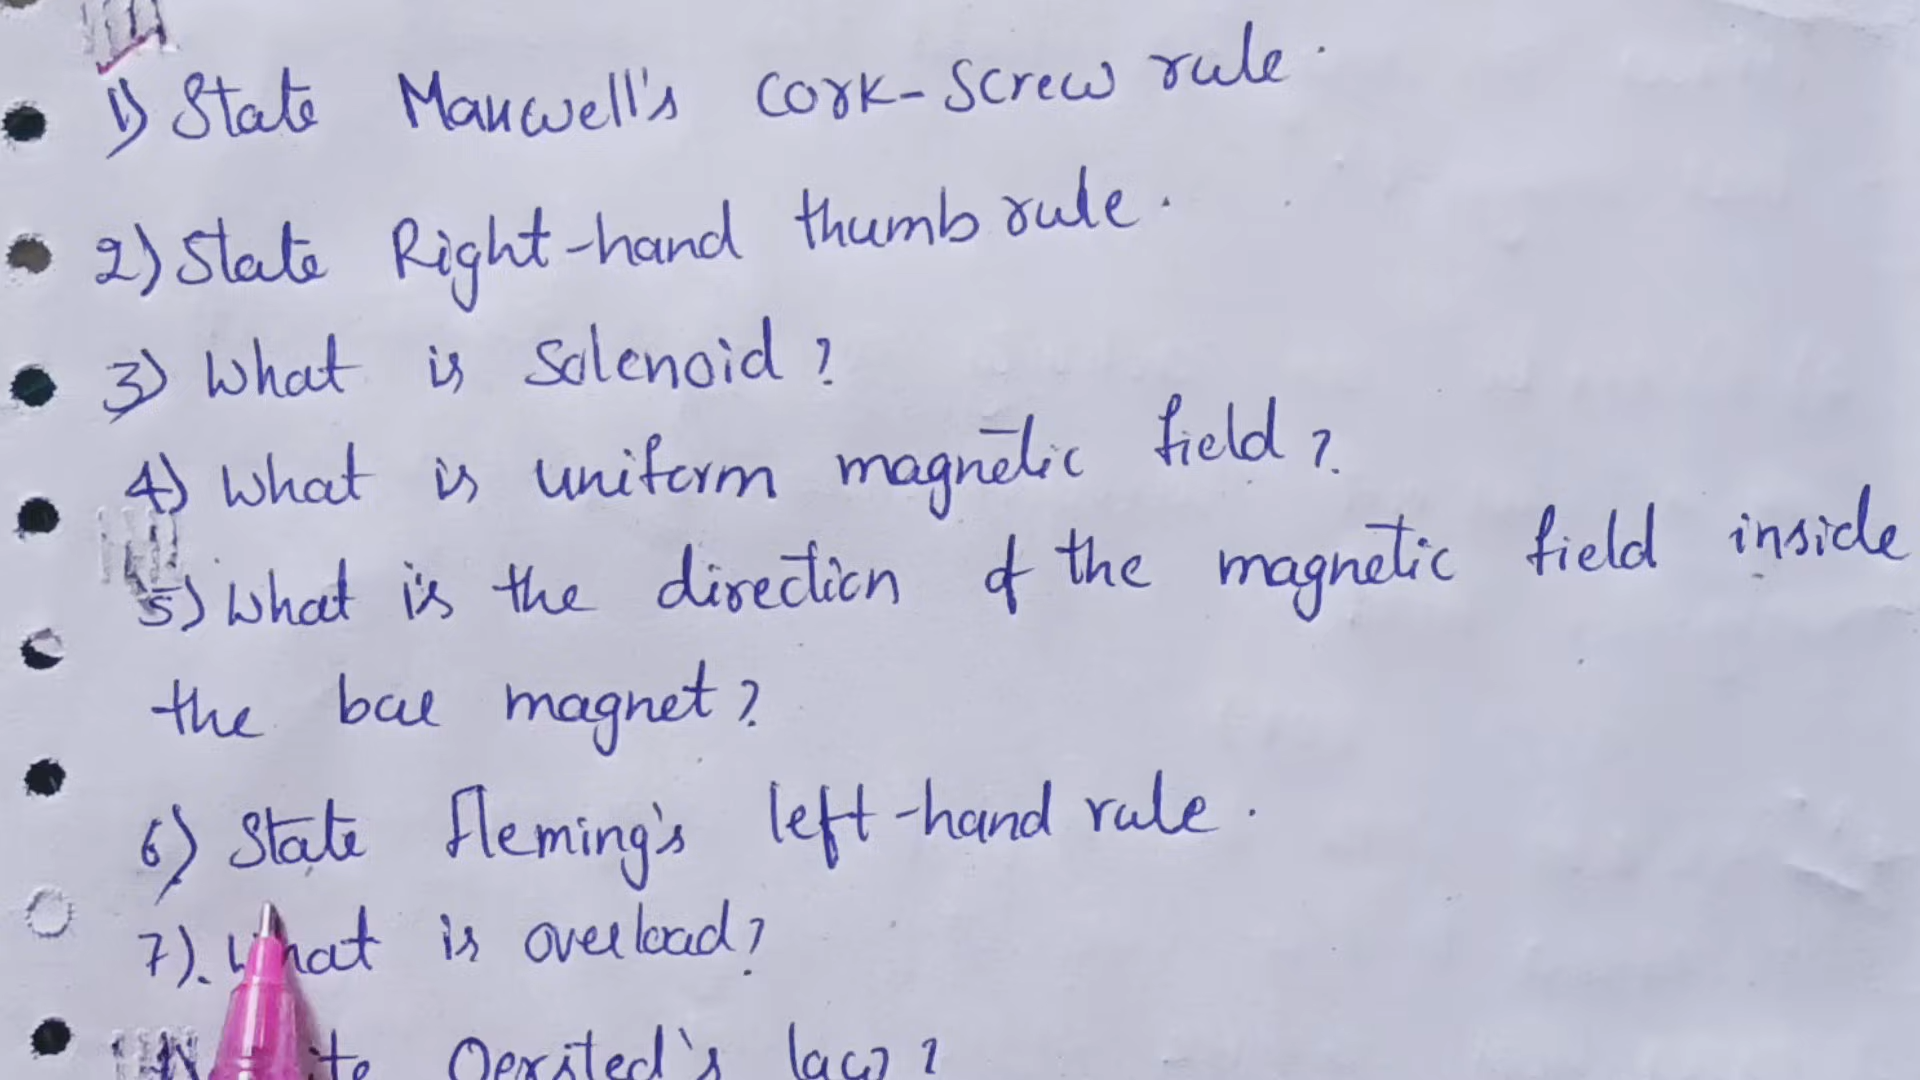 1) State Maxwell's cork-screw rule.
2) State Right-hand thumb rule.
3) What is Solenoid?
4) What is uniform magnetic field?
5) What is the direction of the magnetic field inside
the bar magnet?
6) State Fleming's left-hand rule.
7). What is overload?
Oersted's law?